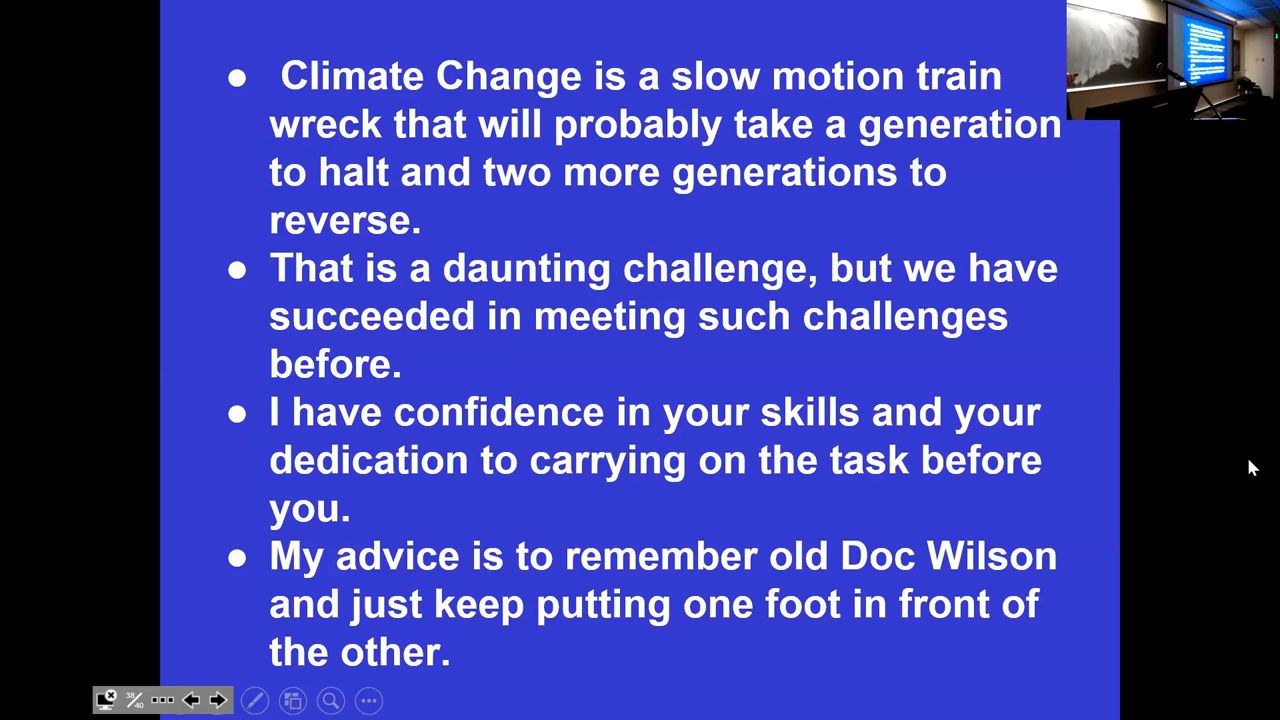 ● Climate Change is a slow motion train
wreck that will probably take a generation
to halt and two more generations to
reverse.
● That is a daunting challenge, but we have
succeeded in meeting such challenges
before.
● I have confidence in your skills and your
dedication to carrying on the task before
you.
● My advice is to remember old Doc Wilson
and just keep putting one foot in front of
the other.
38/40